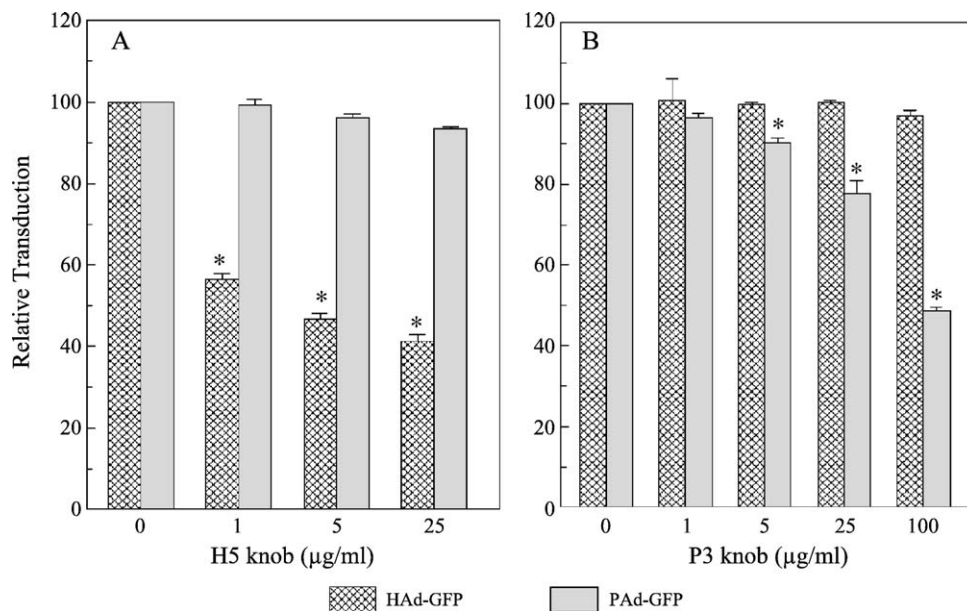 A
B
120
100
80
60
40
20
0
Relative Transduction
*
*
*
0 1 5 25
H5 knob (µg/ml)
120
100
80
60
40
20
0
*
*
*
0 1 5 25 100
P3 knob (µg/ml)
HAd-GFP PAd-GFP